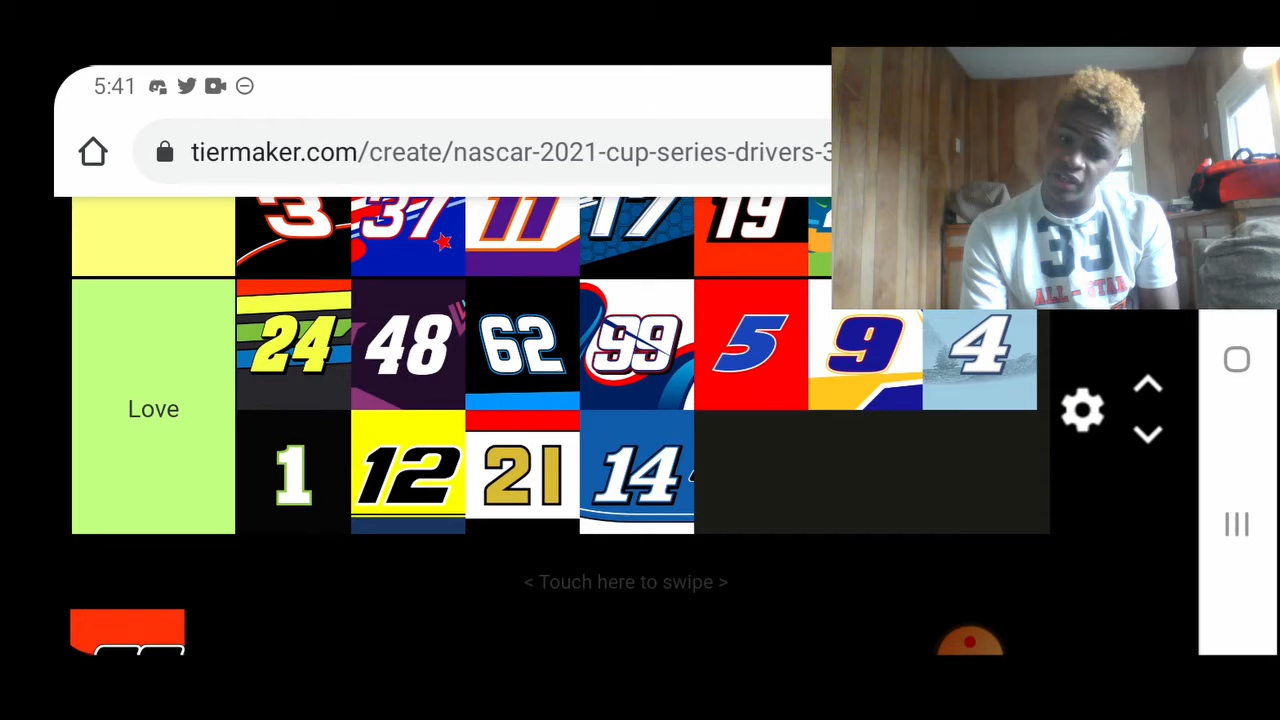 5:41
tiermaker.com/create/nascar-2021-cup-series-drivers-3
3 37 11 17 19
24 48 62 99 5 9 4
Love
1 12 21 14
33
ALL-STAR
< Touch here to swipe >